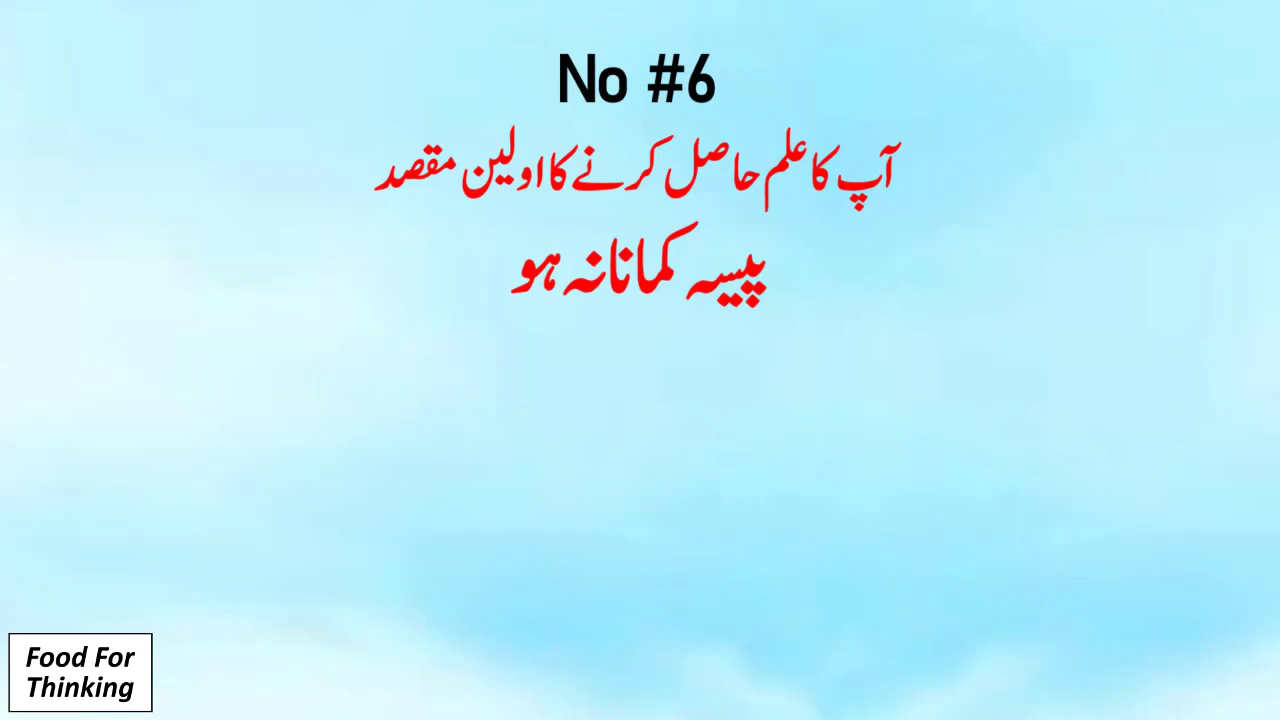 No #6
آپ کا علم حاصل کرنے کا اولین مقصد
پیسہ کمانا نہ ہو
Food For
Thinking